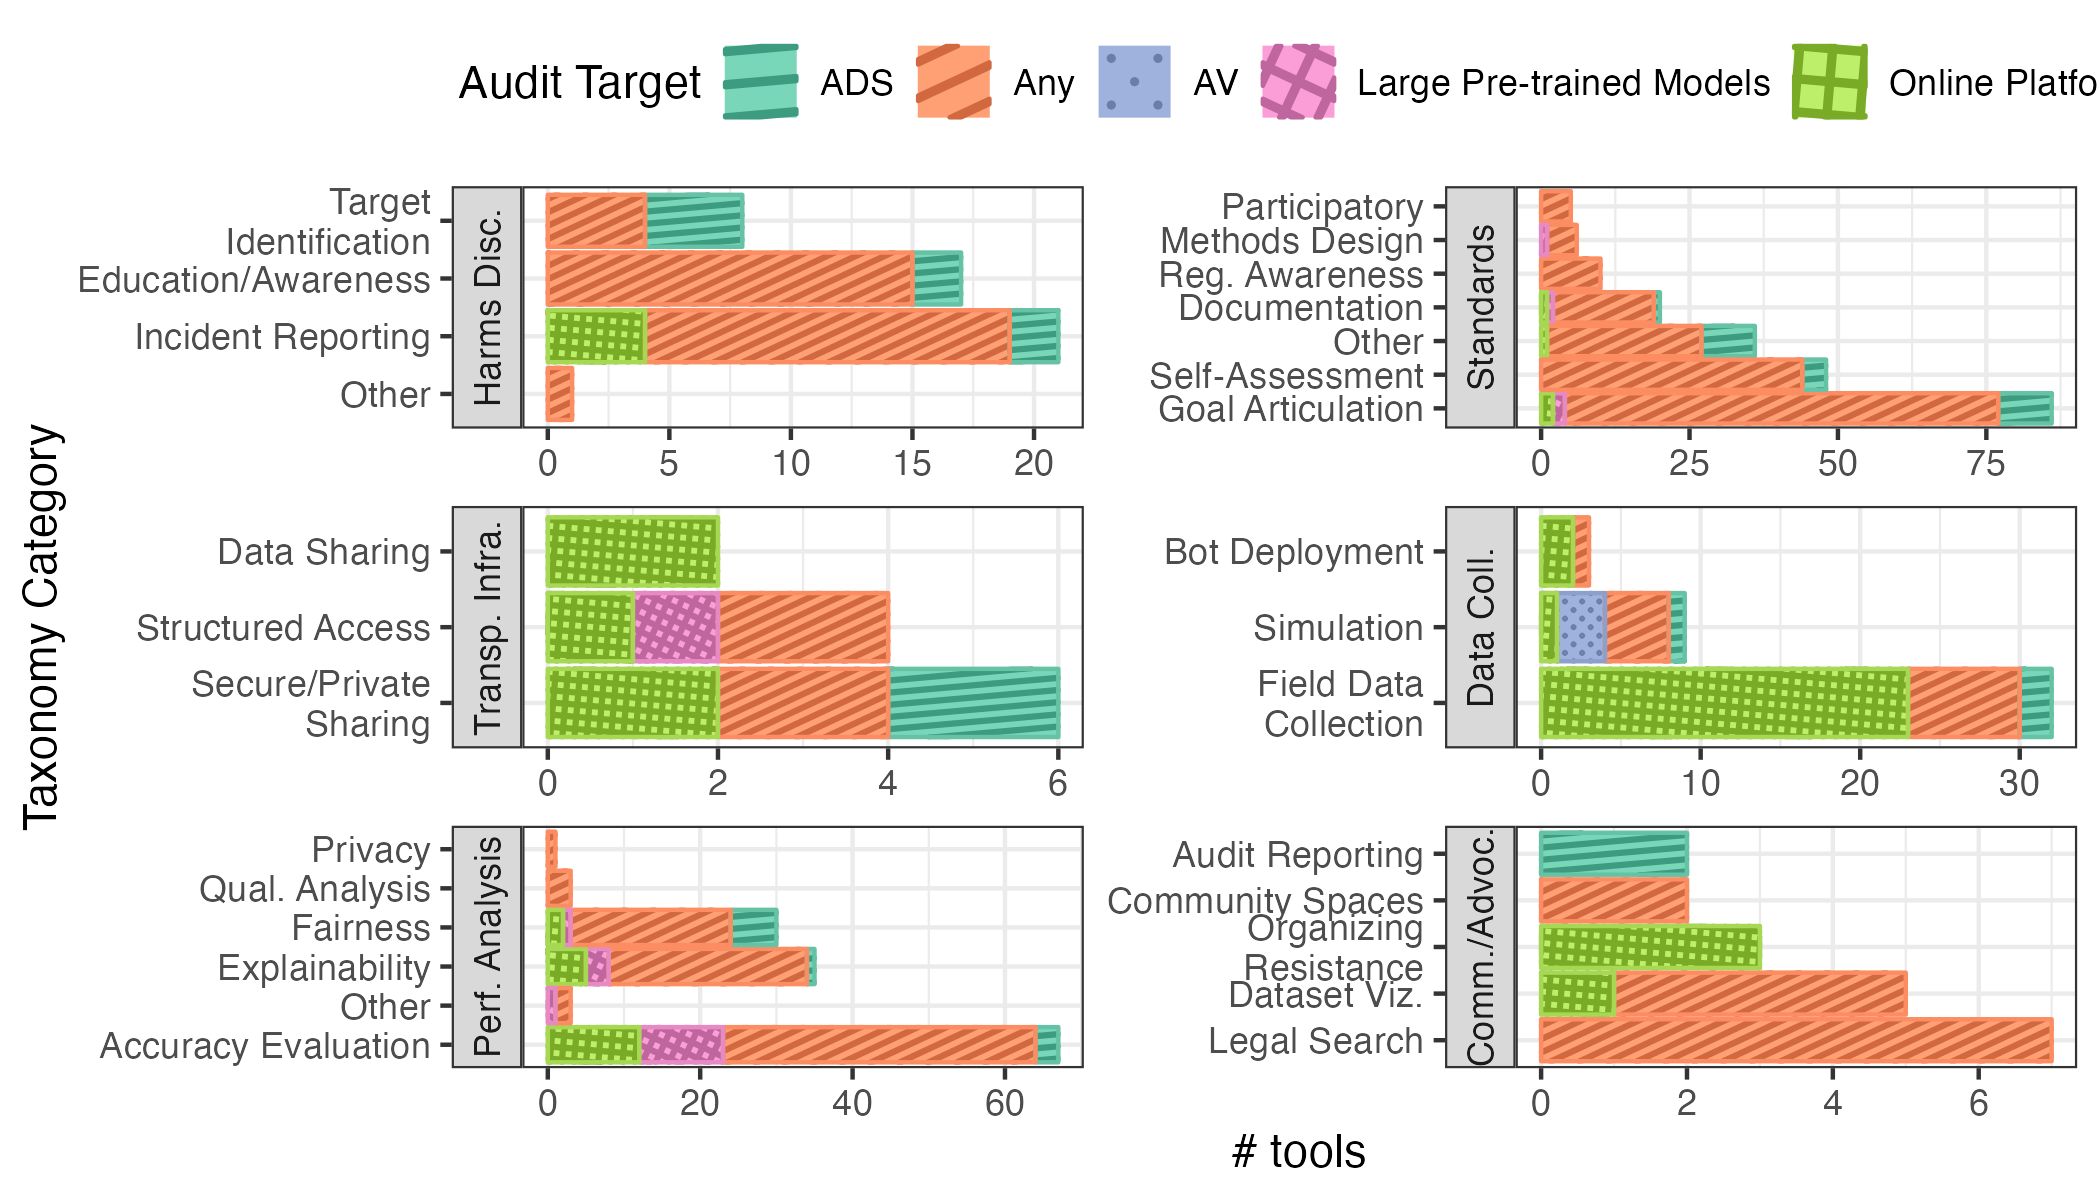 Audit Target ADS Any AV Large Pre-trained Models Online Platfo
Taxonomy Category
Target
Identification
Education/Awareness
Incident Reporting
Other
Harms Disc.
0 5 10 15 20
Participatory
Methods Design
Reg. Awareness
Documentation
Other
Self-Assessment
Goal Articulation
Standards
0 25 50 75
Data Sharing
Structured Access
Secure/Private
Sharing
Transp. Infra.
0 2 4 6
Bot Deployment
Simulation
Field Data
Collection
Data Coll.
0 10 20 30
Privacy
Qual. Analysis
Fairness
Explainability
Other
Accuracy Evaluation
Perf. Analysis
0 20 40 60
Audit Reporting
Community Spaces
Organizing
Resistance
Dataset Viz.
Legal Search
Comm./Advoc.
0 2 4 6
# tools